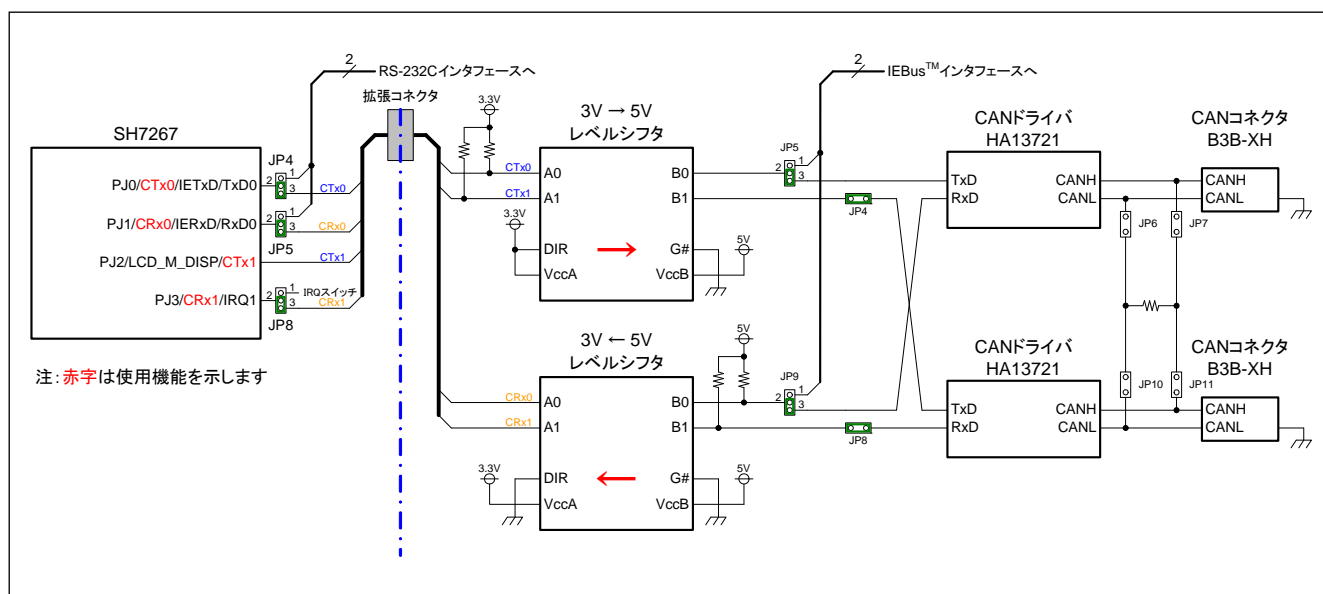 2
RS-232Cインタフェースへ
拡張コネクタ
SH7267
PJ0/CTx0/IETxD/TxD0
PJ1/CRx0/IERxD/RxD0
PJ2/LCD_M_DISP/CTx1
PJ3/CRx1/IRQ1
JP4
2
1
3
CTx0
2
1
3
CRx0
JP5
CTx1
2
1
IRQスイッチ
3
CRx1
JP8
注：赤字は使用機能を示します
3.3V
3V → 5V
レベルシフタ
CTx0
A0
CTx1
A1
3.3V
DIR
VccA
B0
B1
G#
VccB
5V
3V ← 5V
レベルシフタ
CRx0
A0
CRx1
A1
3.3V
DIR
VccA
B0
B1
G#
VccB
5V
5V
2
IEBus™インタフェースへ
JP5
2
1
3
JP4
JP9
2
1
3
JP8
CANドライバ
HA13721
TxD
RxD
CANH
CANL
CANコネクタ
B3B-XH
CANH
CANL
JP6
JP7
CANドライバ
HA13721
TxD
RxD
CANH
CANL
JP10
JP11
CANコネクタ
B3B-XH
CANH
CANL